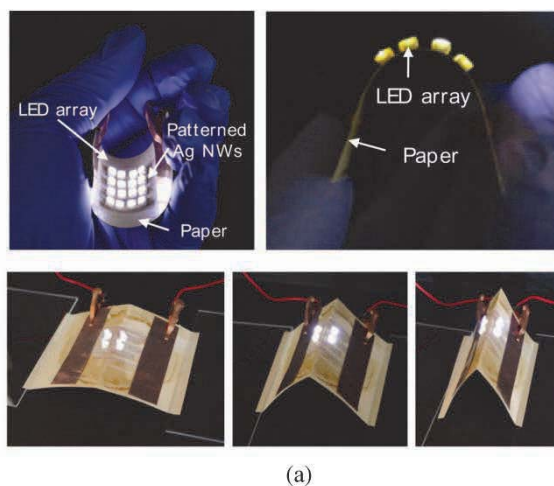 LED array
Patterned
Ag NWs
Paper
LED array
Paper
(a)